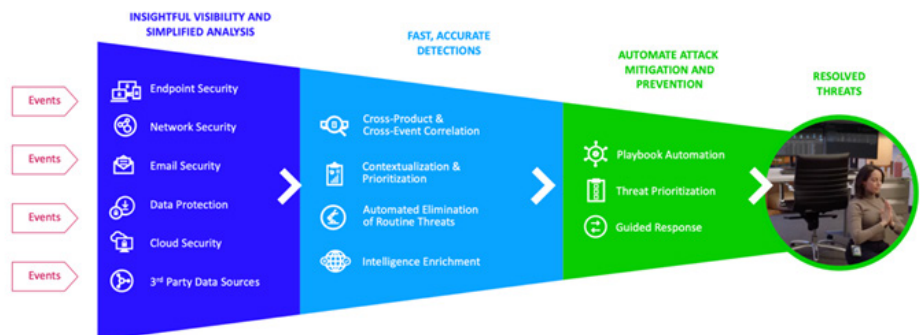 INSIGHTFUL VISIBILITY AND
SIMPLIFIED ANALYSIS
FAST, ACCURATE
DETECTIONS
AUTOMATE ATTACK
MITIGATION AND
PREVENTION
RESOLVED
THREATS
Events
Events
Events
Events
Endpoint Security
Network Security
Email Security
Data Protection
Cloud Security
3rd Party Data Sources
Cross-Product &
Cross-Event Correlation
Contextualization &
Prioritization
Automated Elimination
of Routine Threats
Intelligence Enrichment
Playbook Automation
Threat Prioritization
Guided Response